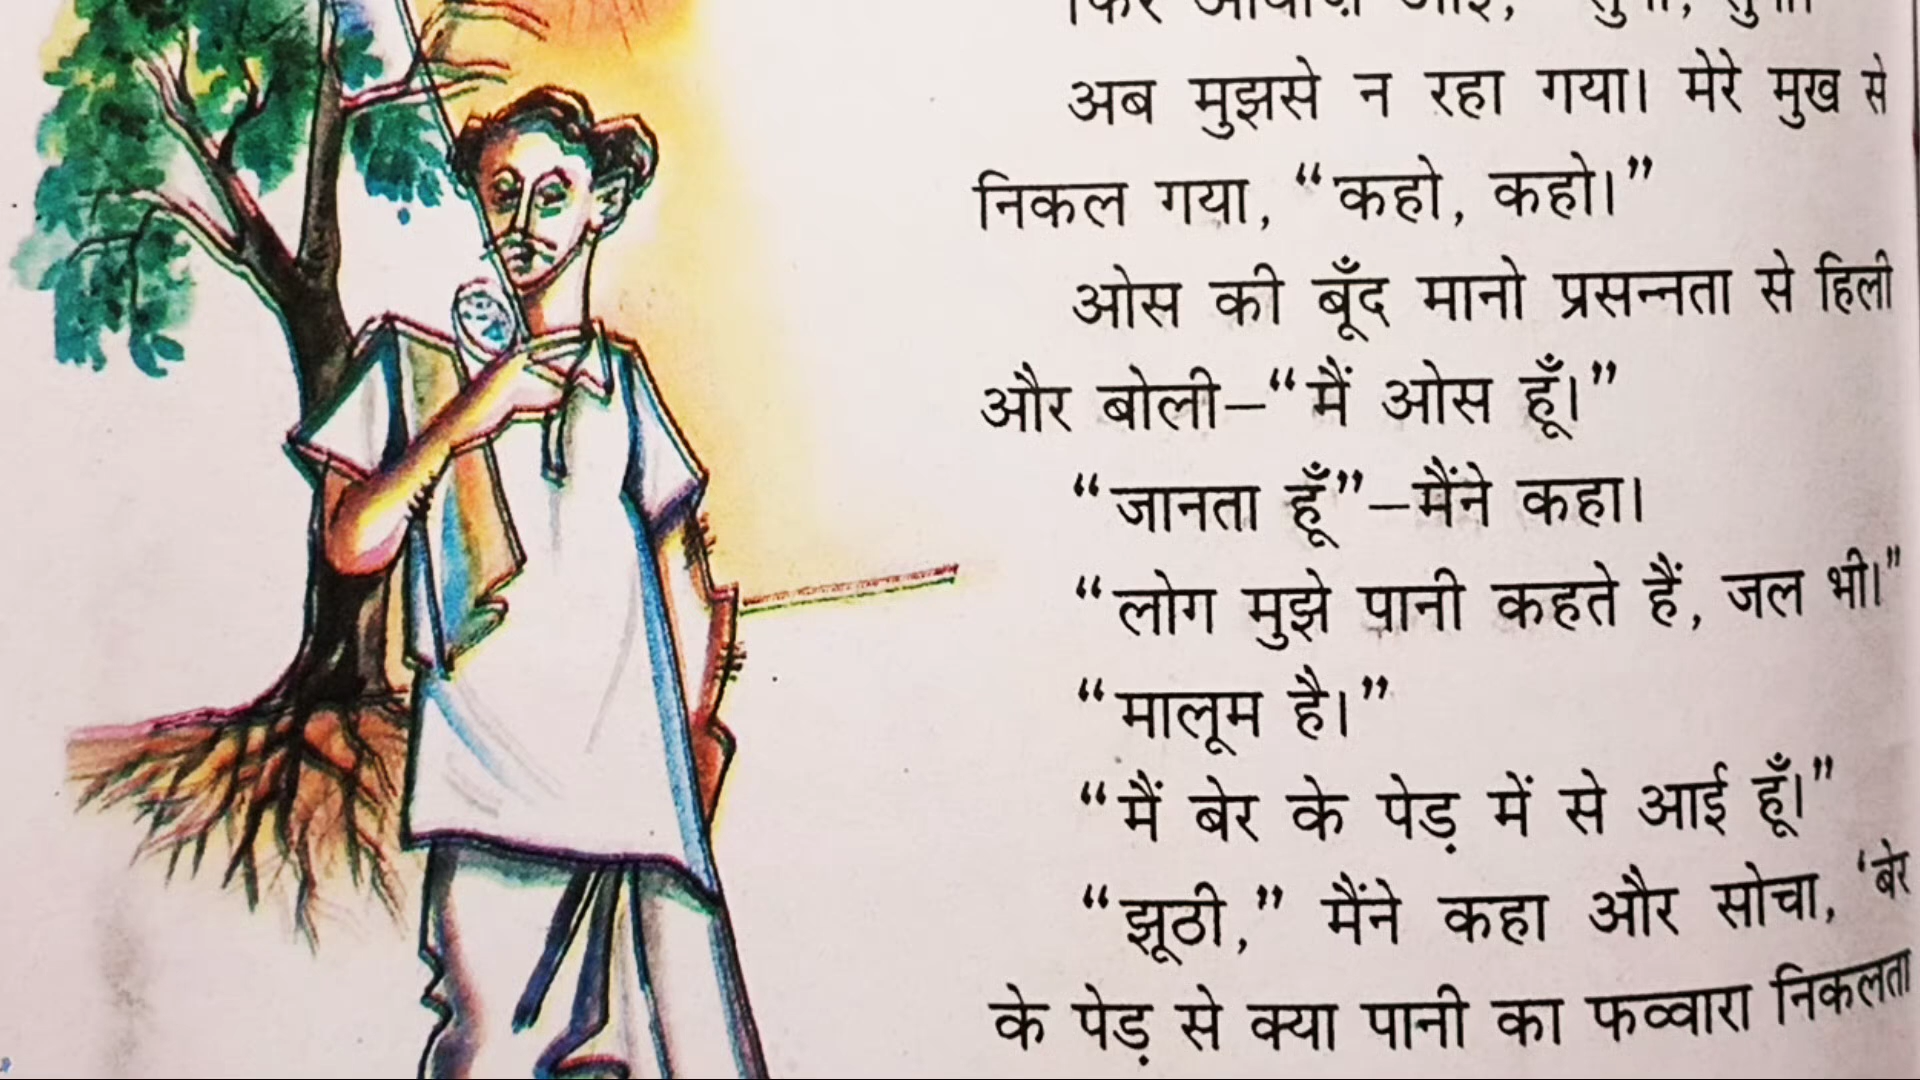 अब मुझसे न रहा गया। मेरे मुख से
निकल गया, “कहो, कहो।”
ओस की बूँद मानो प्रसन्नता से हिली
और बोली–“मैं ओस हूँ।”
“जानता हूँ”–मैंने कहा।
“लोग मुझे पानी कहते हैं, जल भी।”
“मालूम है।”
“मैं बेर के पेड़ में से आई हूँ।”
“झूठी,” मैंने कहा और सोचा, ‘बेर
के पेड़ से क्या पानी का फव्वारा निकलता